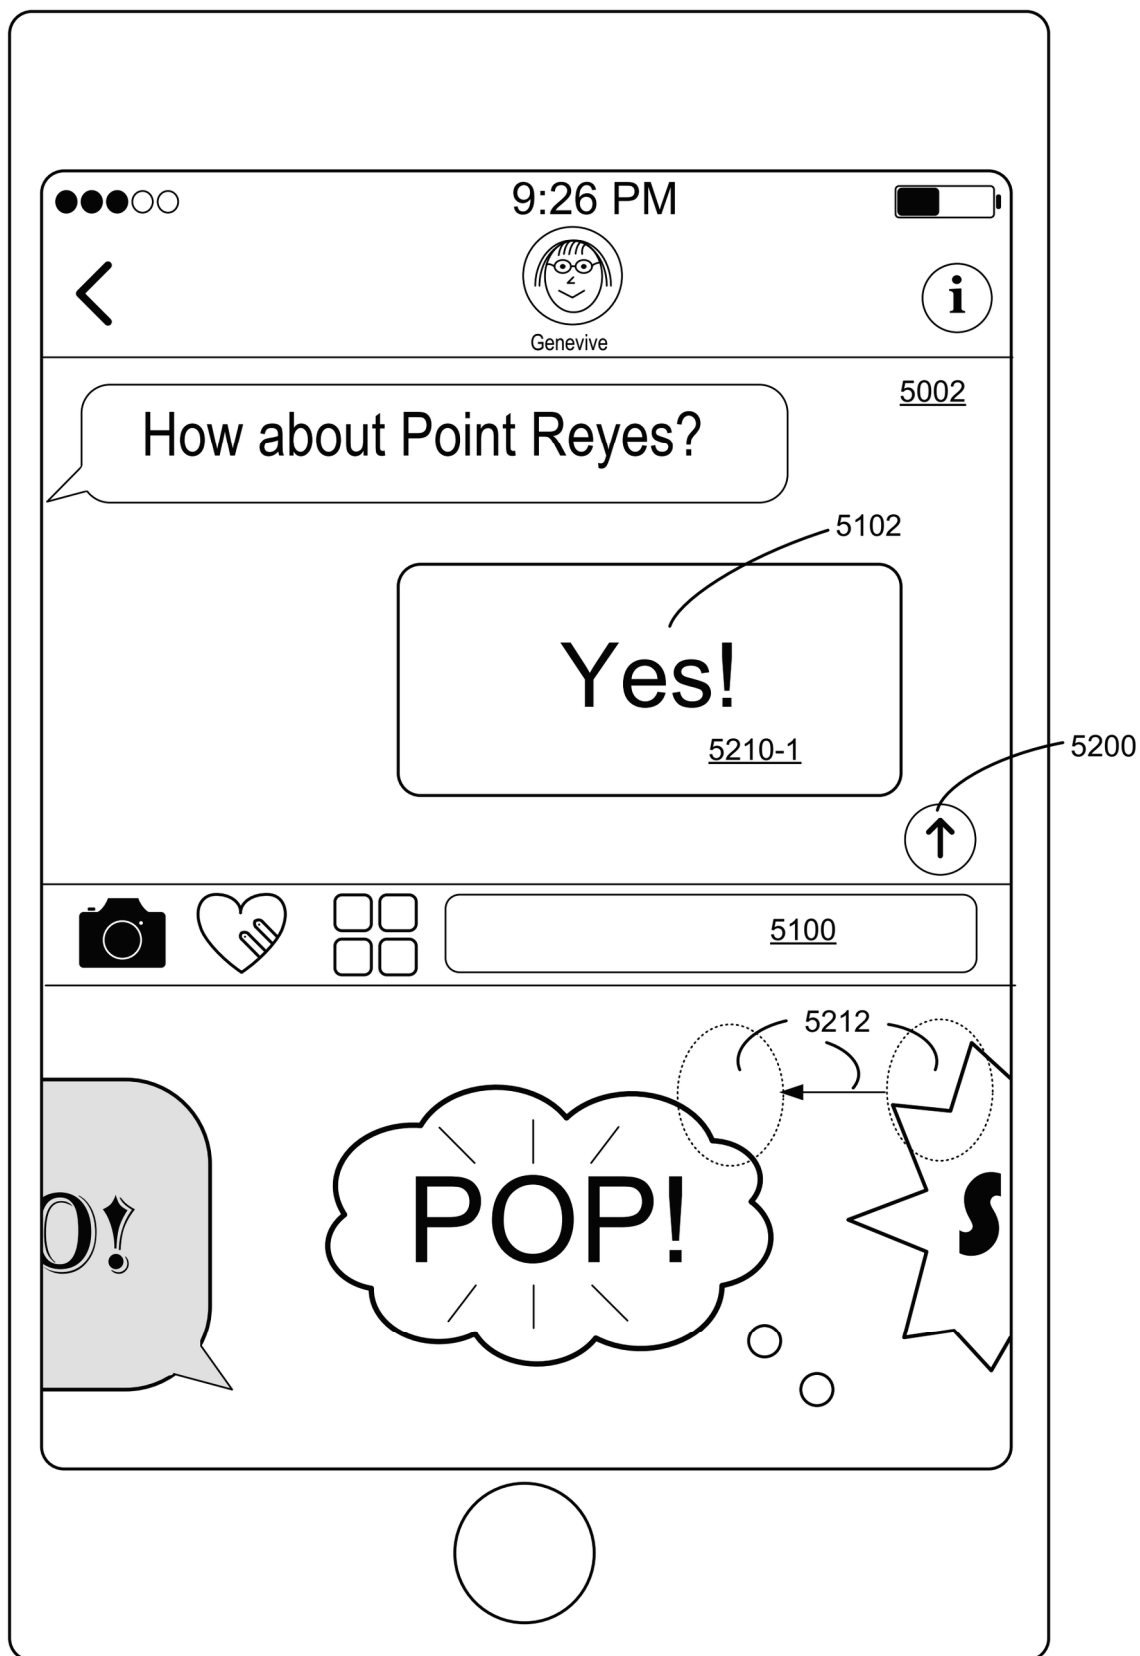 9:26 PM
i
Genevive
5002
How about Point Reyes?
5102
Yes!
5210-1
5200
5100
5212
O!
POP!
S